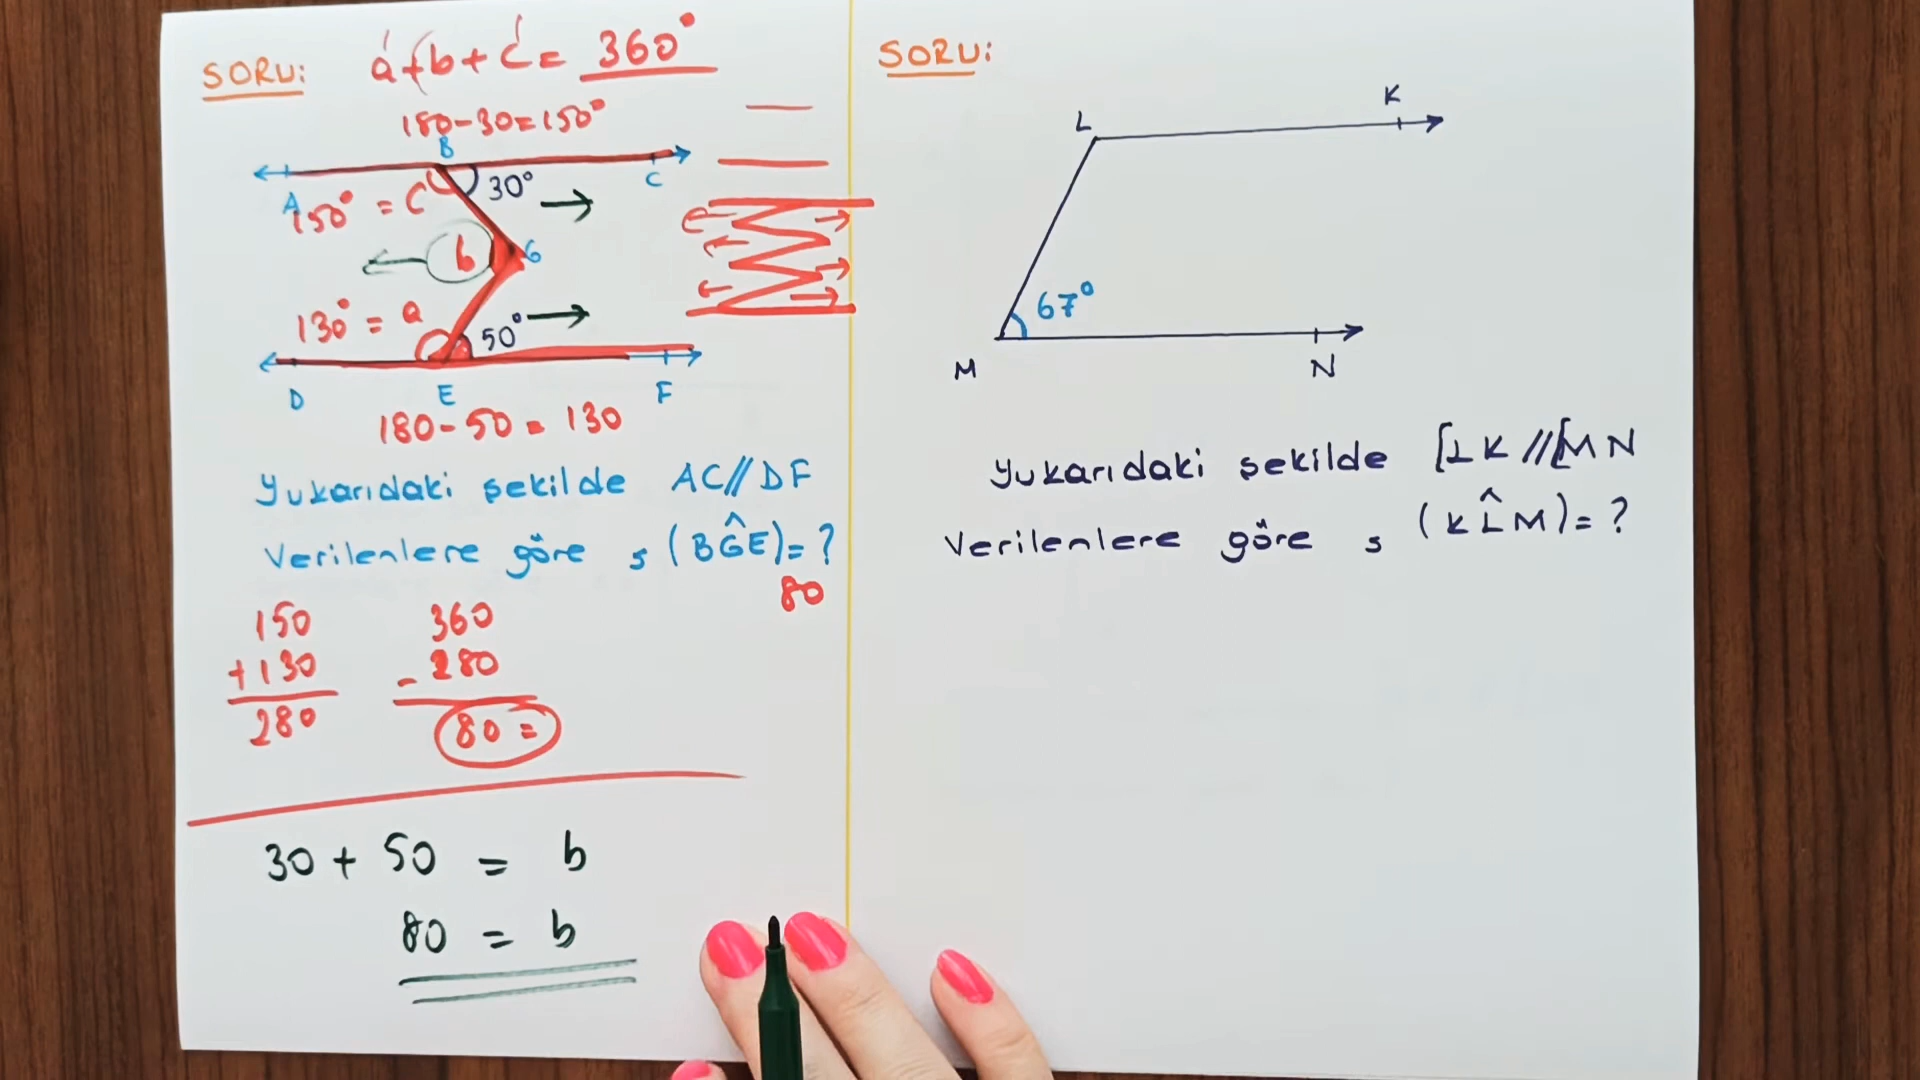 SORU: a + b + c = 360°
180-30=150°
B
A
C
150° = c
30°
b
G
130° = a
50°
D
E
F
180-50=130
Yukarıdaki şekilde AC//DF
Verilenlere göre s(BĜE)=?
80
150
+130
280
360
-280
80 =
30 + 50 = b
80 = b
SORU:
L
K
67°
M
N
Yukarıdaki şekilde [LK//[MN
Verilenlere göre s(KL̂M)=?